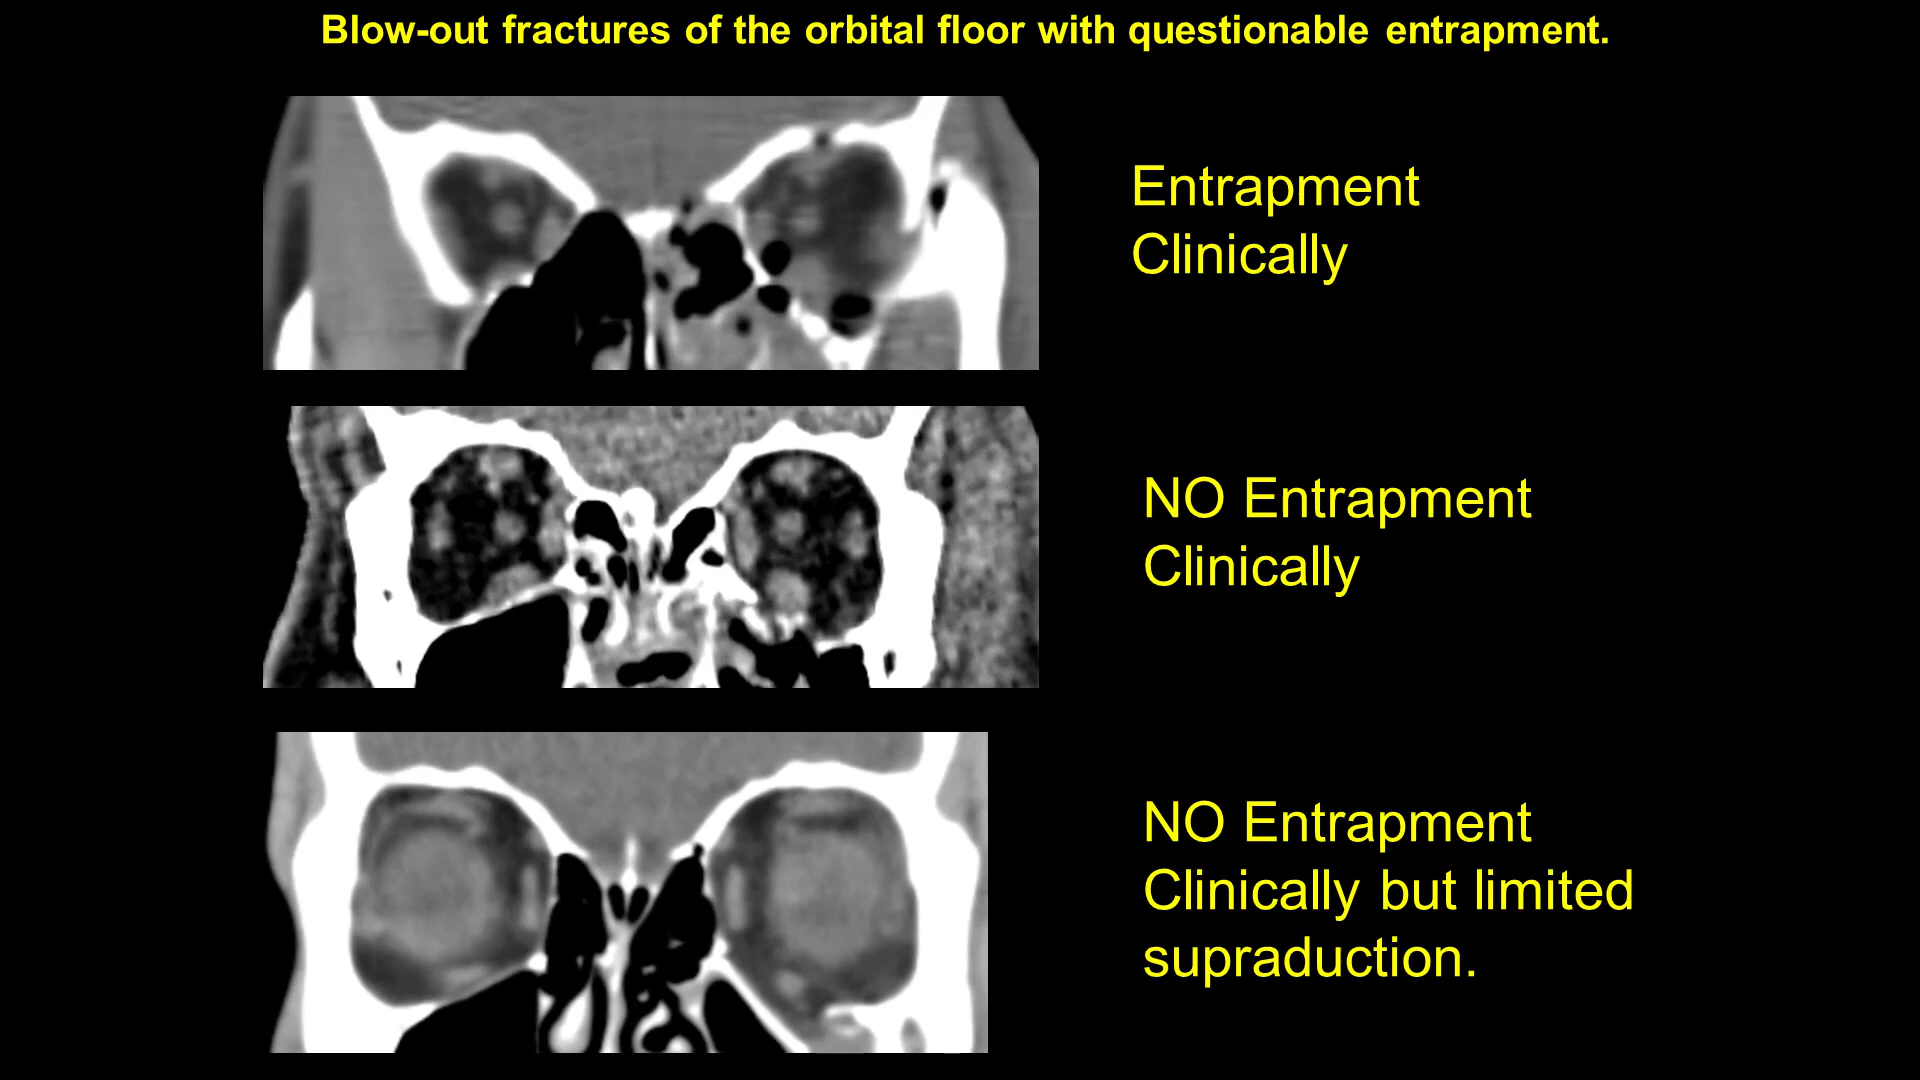 Blow-out fractures of the orbital floor with questionable entrapment.
Entrapment
Clinically
NO Entrapment
Clinically
NO Entrapment
Clinically but limited
supraduction.